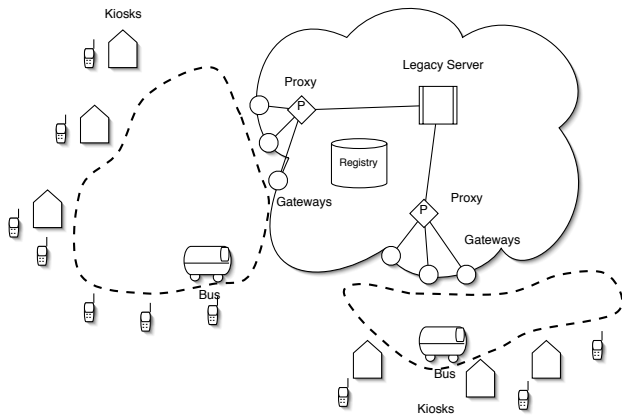 Kiosks
Proxy
P
Legacy Server
Registry
Gateways
Proxy
P
Gateways
Bus
Bus
Kiosks